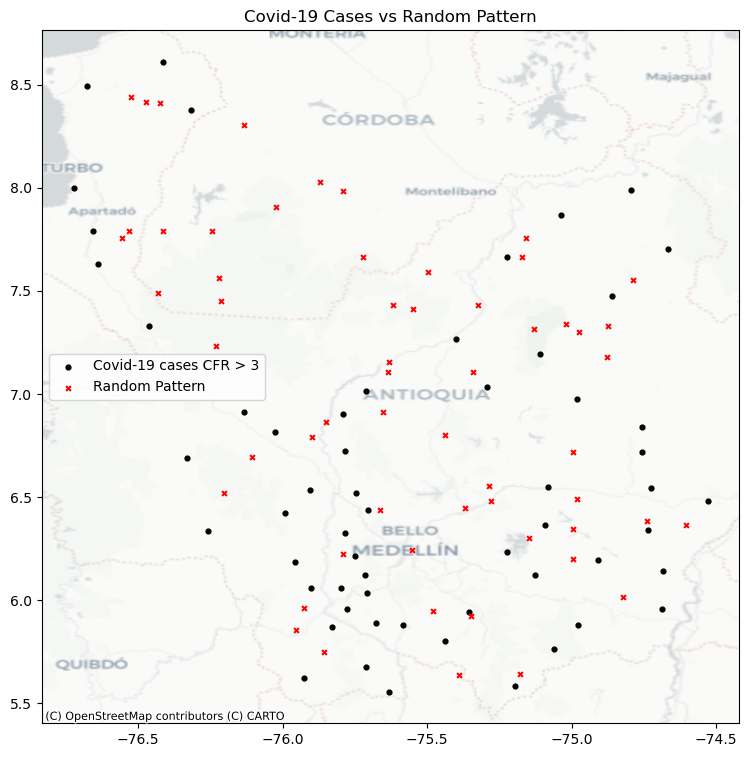 Covid-19 Cases vs Random Pattern
MONTERÍA
8.5
Majagual
CÓRDOBA
TURBO
8.0
Montelíbano
Apartadó
7.5
Covid-19 cases CFR > 3
Random Pattern
7.0
ANTIOQUIA
6.5
BELLO
MEDELLÍN
6.0
QUIBDÓ
5.5
(C) OpenStreetMap contributors (C) CARTO
−76.5 −76.0 −75.5 −75.0 −74.5